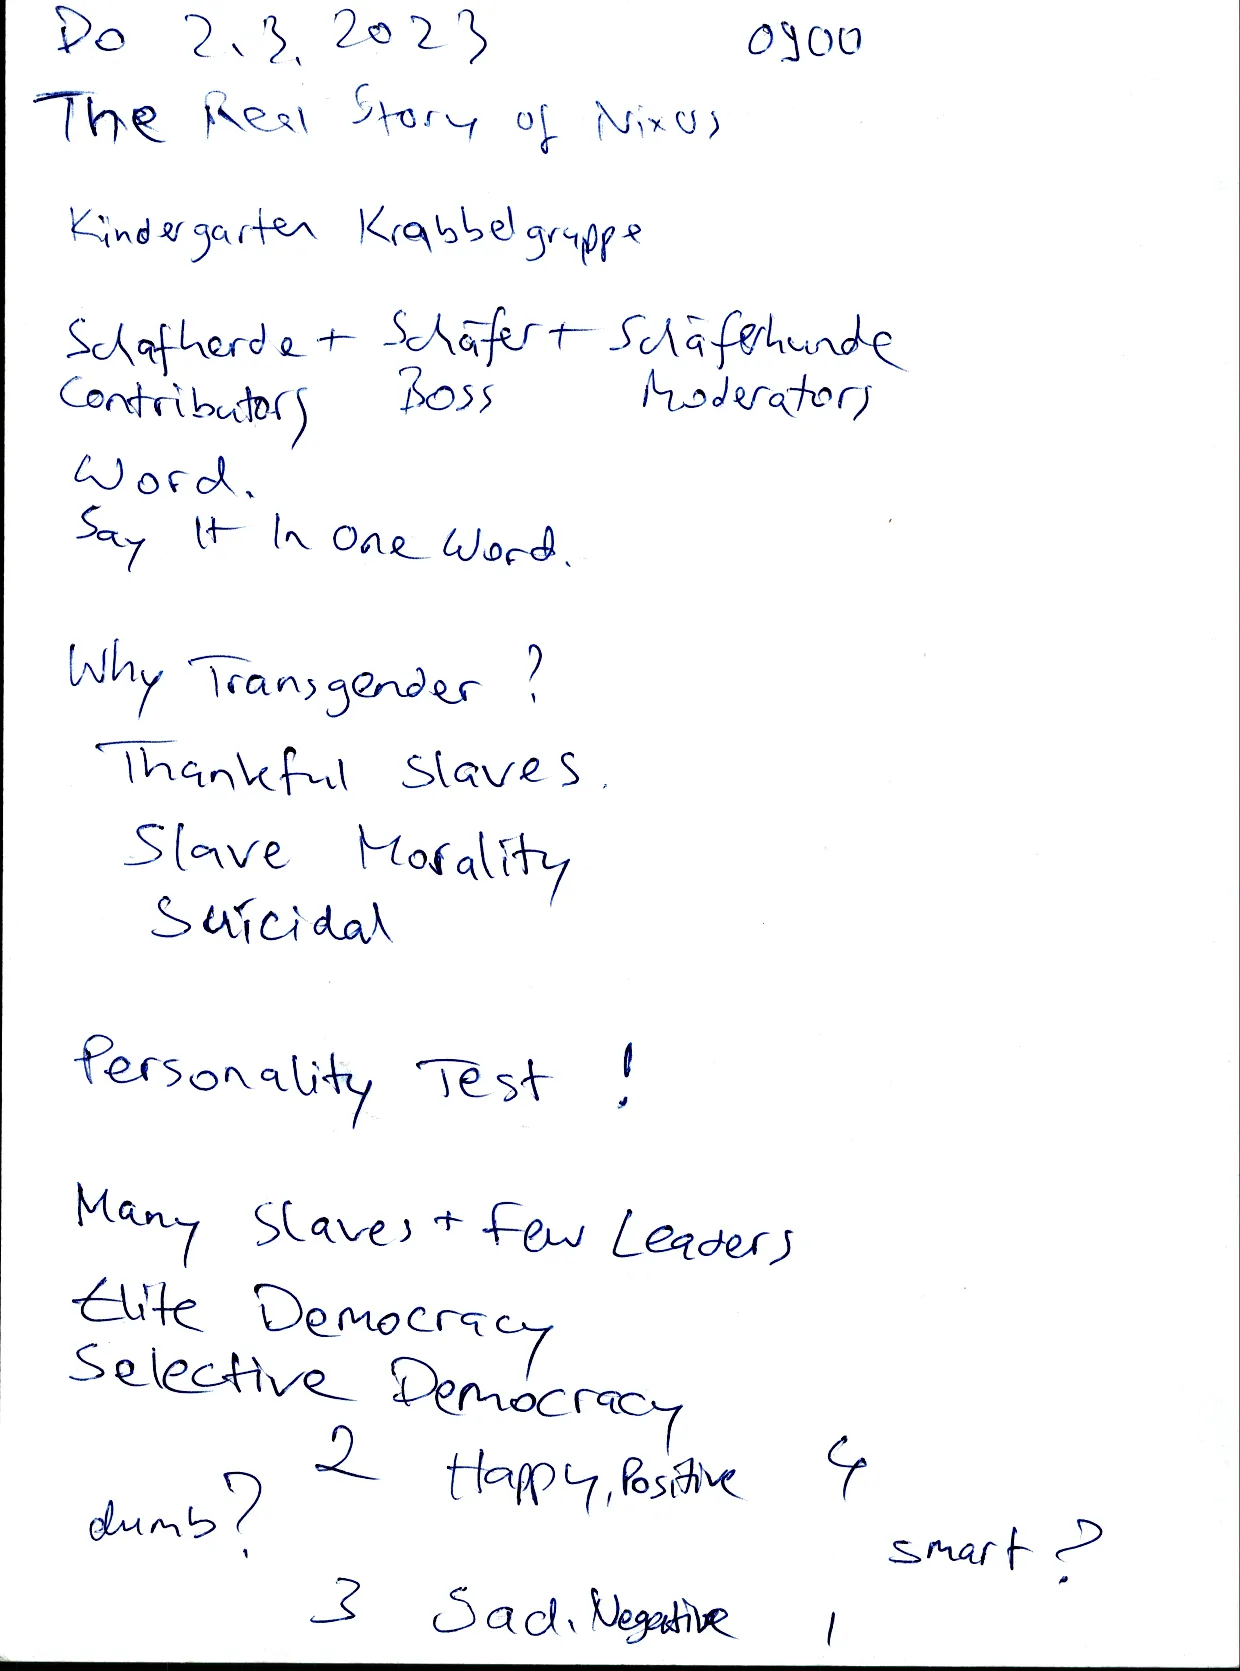 Do 2.3.2023 0900
The Real Story of Nixos
Kindergarten Krabbelgruppe
Schafherde + Schäfer + Schäferhunde
Contributors Boss Moderators
Word.
Say It In One Word.
Why Transgender?
Thankful Slaves.
Slave Morality
Suicidal
Personality Test!
Many Slaves + Few Leaders
Elite Democracy
Selective Democracy
2 Happy, Positive 4
dumb? smart?
3 Sad. Negative 1